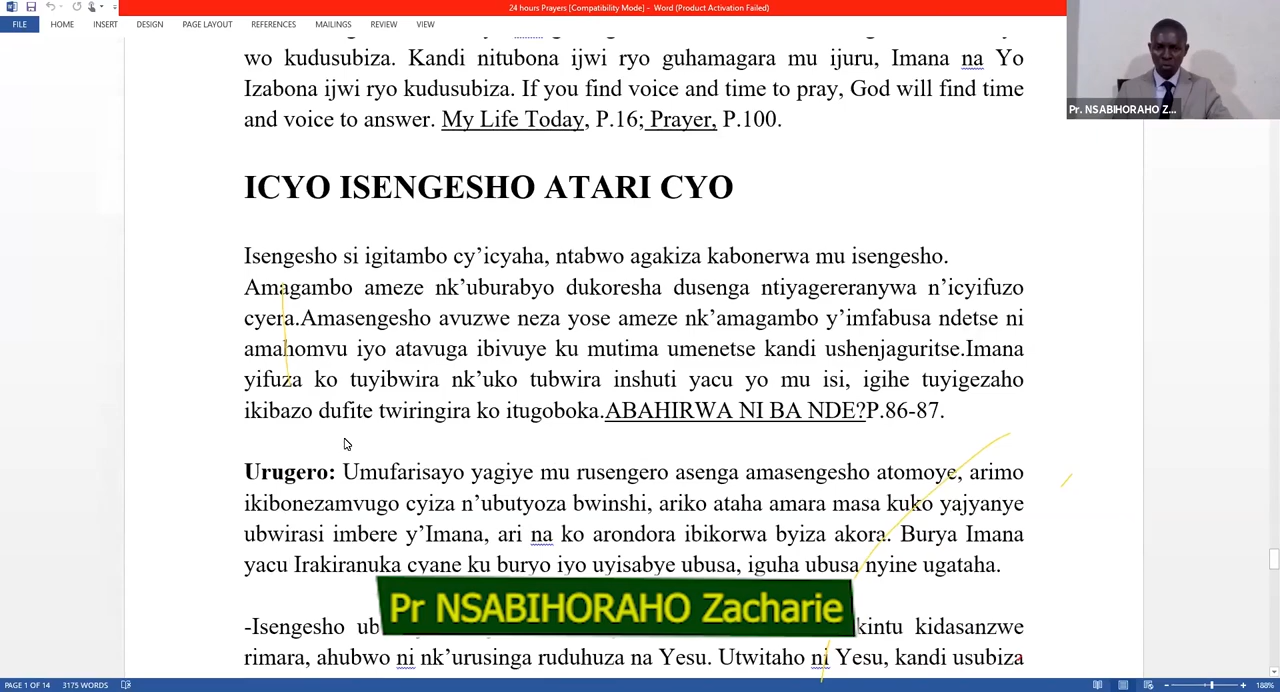 24 hours Prayers [Compatibility Mode] - Word (Product Activation Failed)
FILE HOME INSERT DESIGN PAGE LAYOUT REFERENCES MAILINGS REVIEW VIEW
Pr. NSABIHORAHO Z...
wo kudusubiza. Kandi nitubona ijwi ryo guhamagara mu ijuru, Imana na Yo
Izabona ijwi ryo kudusubiza. If you find voice and time to pray, God will find time
and voice to answer. My Life Today, P.16; Prayer, P.100.
ICYO ISENGESHO ATARI CYO
Isengesho si igitambo cy’icyaha, ntabwo agakiza kabonerwa mu isengesho.
Amagambo ameze nk’uburabyo dukoresha dusenga ntiyagereranywa n’icyifuzo
cyera.Amasengesho avuzwe neza yose ameze nk’amagambo y’imfabusa ndetse ni
amahomvu iyo atavuga ibivuye ku mutima umenetse kandi ushenjaguritse.Imana
yifuza ko tuyibwira nk’uko tubwira inshuti yacu yo mu isi, igihe tuyigezaho
ikibazo dufite twiringira ko itugoboka.ABAHIRWA NI BA NDE?P.86-87.
Urugero: Umufarisayo yagiye mu rusengero asenga amasengesho atomoye, arimo
ikibonezamvugo cyiza n’ubutyoza bwinshi, ariko ataha amara masa kuko yajyanye
ubwirasi imbere y’Imana, ari na ko arondora ibikorwa byiza akora. Burya Imana
yacu Irakiranuka cyane ku buryo iyo uyisabye ubusa, iguha ubusa nyine ugataha.
Pr NSABIHORAHO Zacharie
-Isengesho kintu kidasanzwe
rimara, ahubwo ni nk’urusinga ruduhuza na Yesu. Utwitaho ni Yesu, kandi usubiza
PAGE 1 OF 14 3175 WORDS 188%